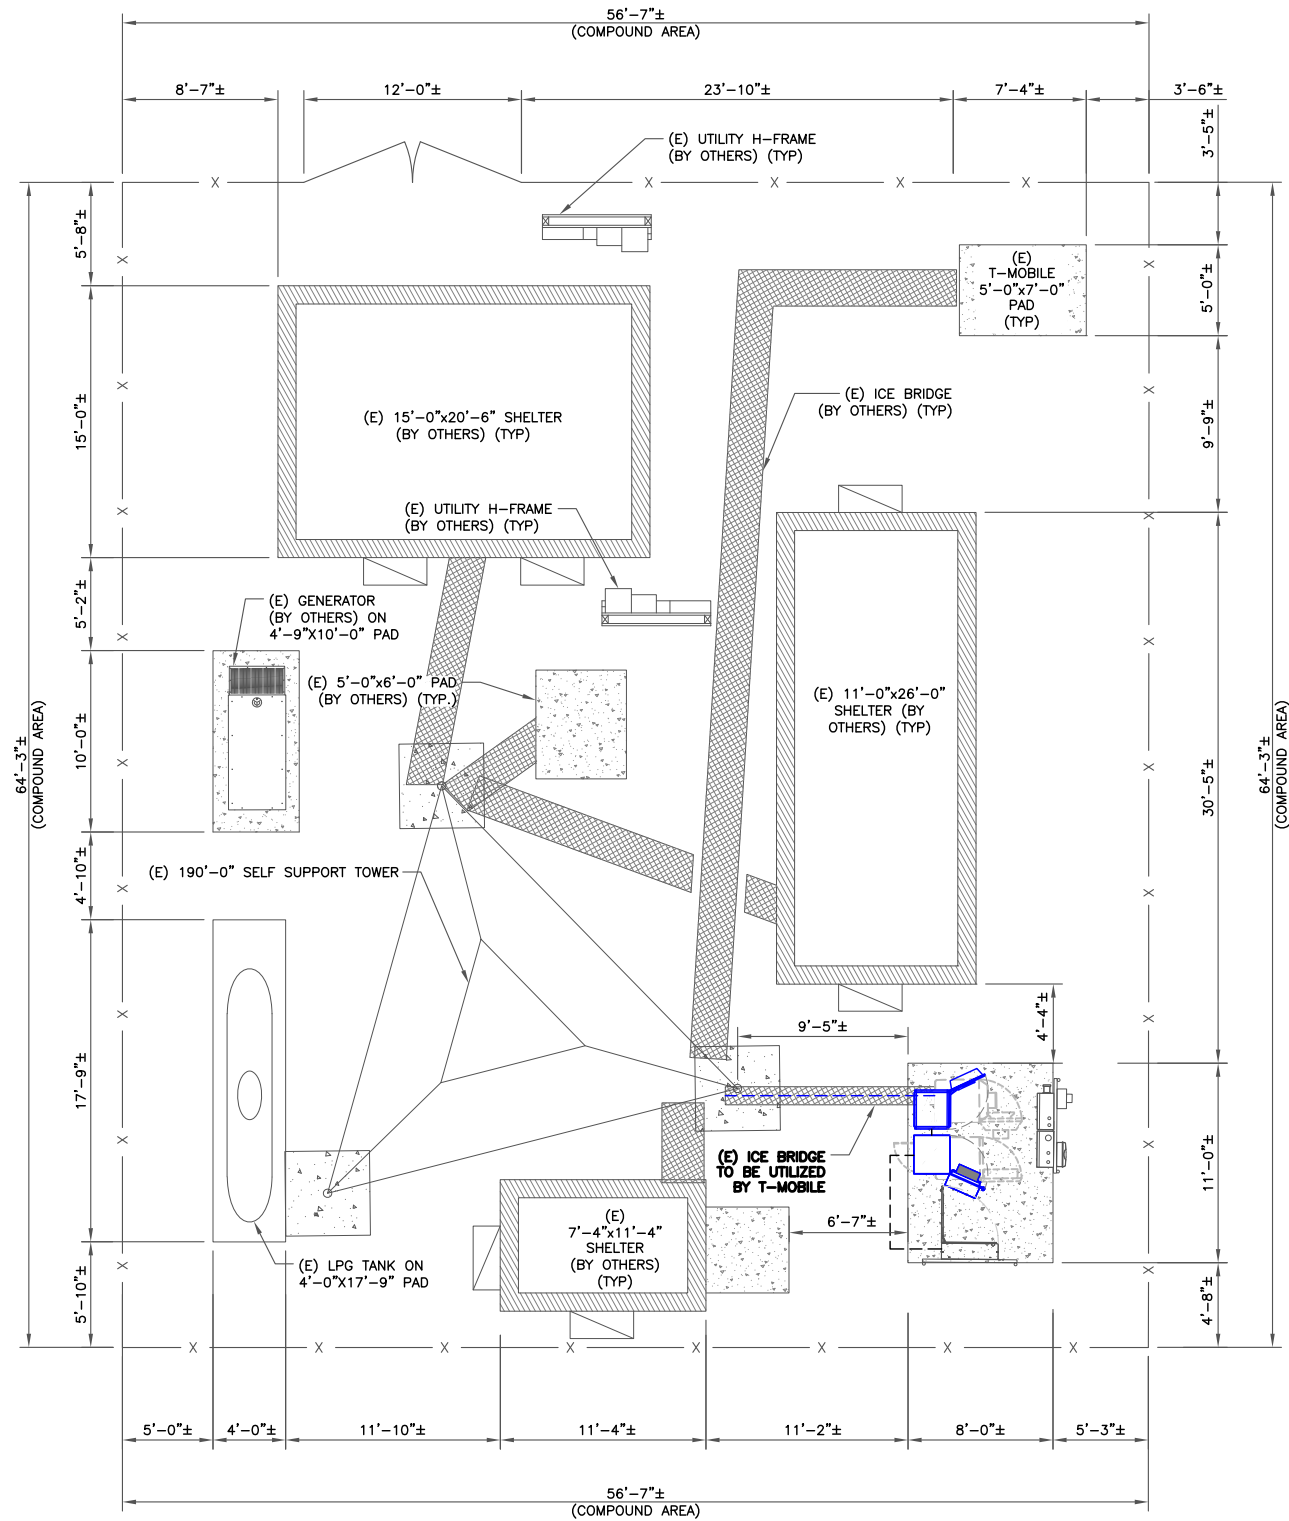 56'-7"±
(COMPOUND AREA)
8'-7"±
12'-0"±
23'-10"±
7'-4"±
3'-6"±
3'-5"±
(E) UTILITY H-FRAME
(BY OTHERS) (TYP)
X
X
X
X
X
5'-8"±
(E)
T-MOBILE
5'-0"x7'-0"
PAD
(TYP)
5'-0"±
X
X
15'-0"±
X
X
(E) 15'-0"x20'-6" SHELTER
(BY OTHERS) (TYP)
(E) ICE BRIDGE
(BY OTHERS) (TYP)
9'-9"±
(E) UTILITY H-FRAME
(BY OTHERS) (TYP)
X
X
5'-2"±
(E) GENERATOR
(BY OTHERS) ON
4'-9"X10'-0" PAD
X
X
(E) 5'-0"x6'-0" PAD
(BY OTHERS) (TYP.)
(E) 11'-0"x26'-0"
SHELTER (BY
OTHERS) (TYP)
10'-0"±
X
X
64'-3"±
(COMPOUND AREA)
64'-3"±
(COMPOUND AREA)
30'-5"±
4'-10"±
(E) 190'-0" SELF SUPPORT TOWER
X
X
17'-9"±
X
X
9'-5"±
4'-4"±
X
X
(E) ICE BRIDGE
TO BE UTILIZED
BY T-MOBILE
11'-0"±
6'-7"±
(E)
7'-4"x11'-4"
SHELTER
(BY OTHERS)
(TYP)
(E) LPG TANK ON
4'-0"X17'-9" PAD
5'-10"±
X
X
4'-8"±
X
X
X
X
X
X
X
X
5'-0"±
4'-0"±
11'-10"±
11'-4"±
11'-2"±
8'-0"±
5'-3"±
56'-7"±
(COMPOUND AREA)